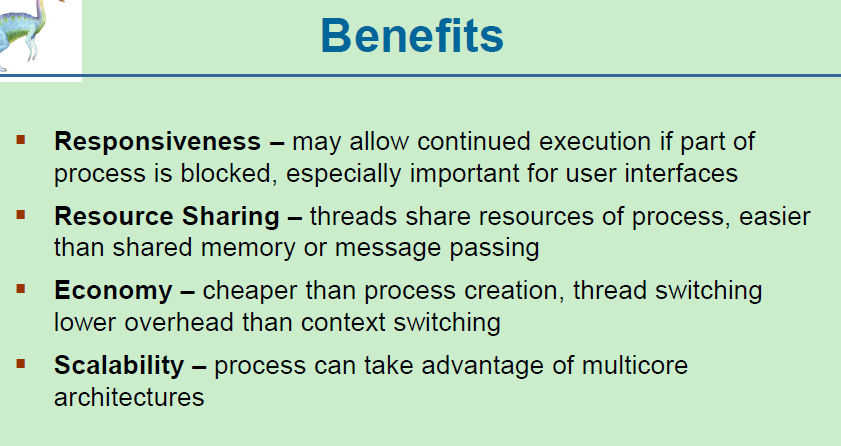 Benefits
▪ Responsiveness – may allow continued execution if part of
process is blocked, especially important for user interfaces
▪ Resource Sharing – threads share resources of process, easier
than shared memory or message passing
▪ Economy – cheaper than process creation, thread switching
lower overhead than context switching
▪ Scalability – process can take advantage of multicore
architectures